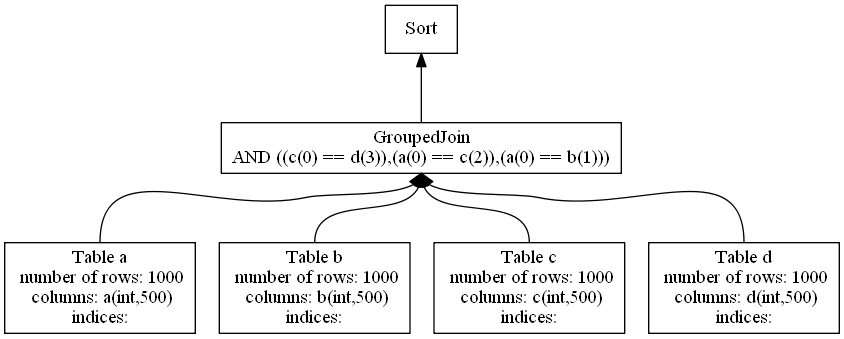 Sort
GroupedJoin
AND ((c(0) == d(3)),(a(0) == c(2)),(a(0) == b(1)))
Table a
number of rows: 1000
columns: a(int,500)
indices:
Table b
number of rows: 1000
columns: b(int,500)
indices:
Table c
number of rows: 1000
columns: c(int,500)
indices:
Table d
number of rows: 1000
columns: d(int,500)
indices: